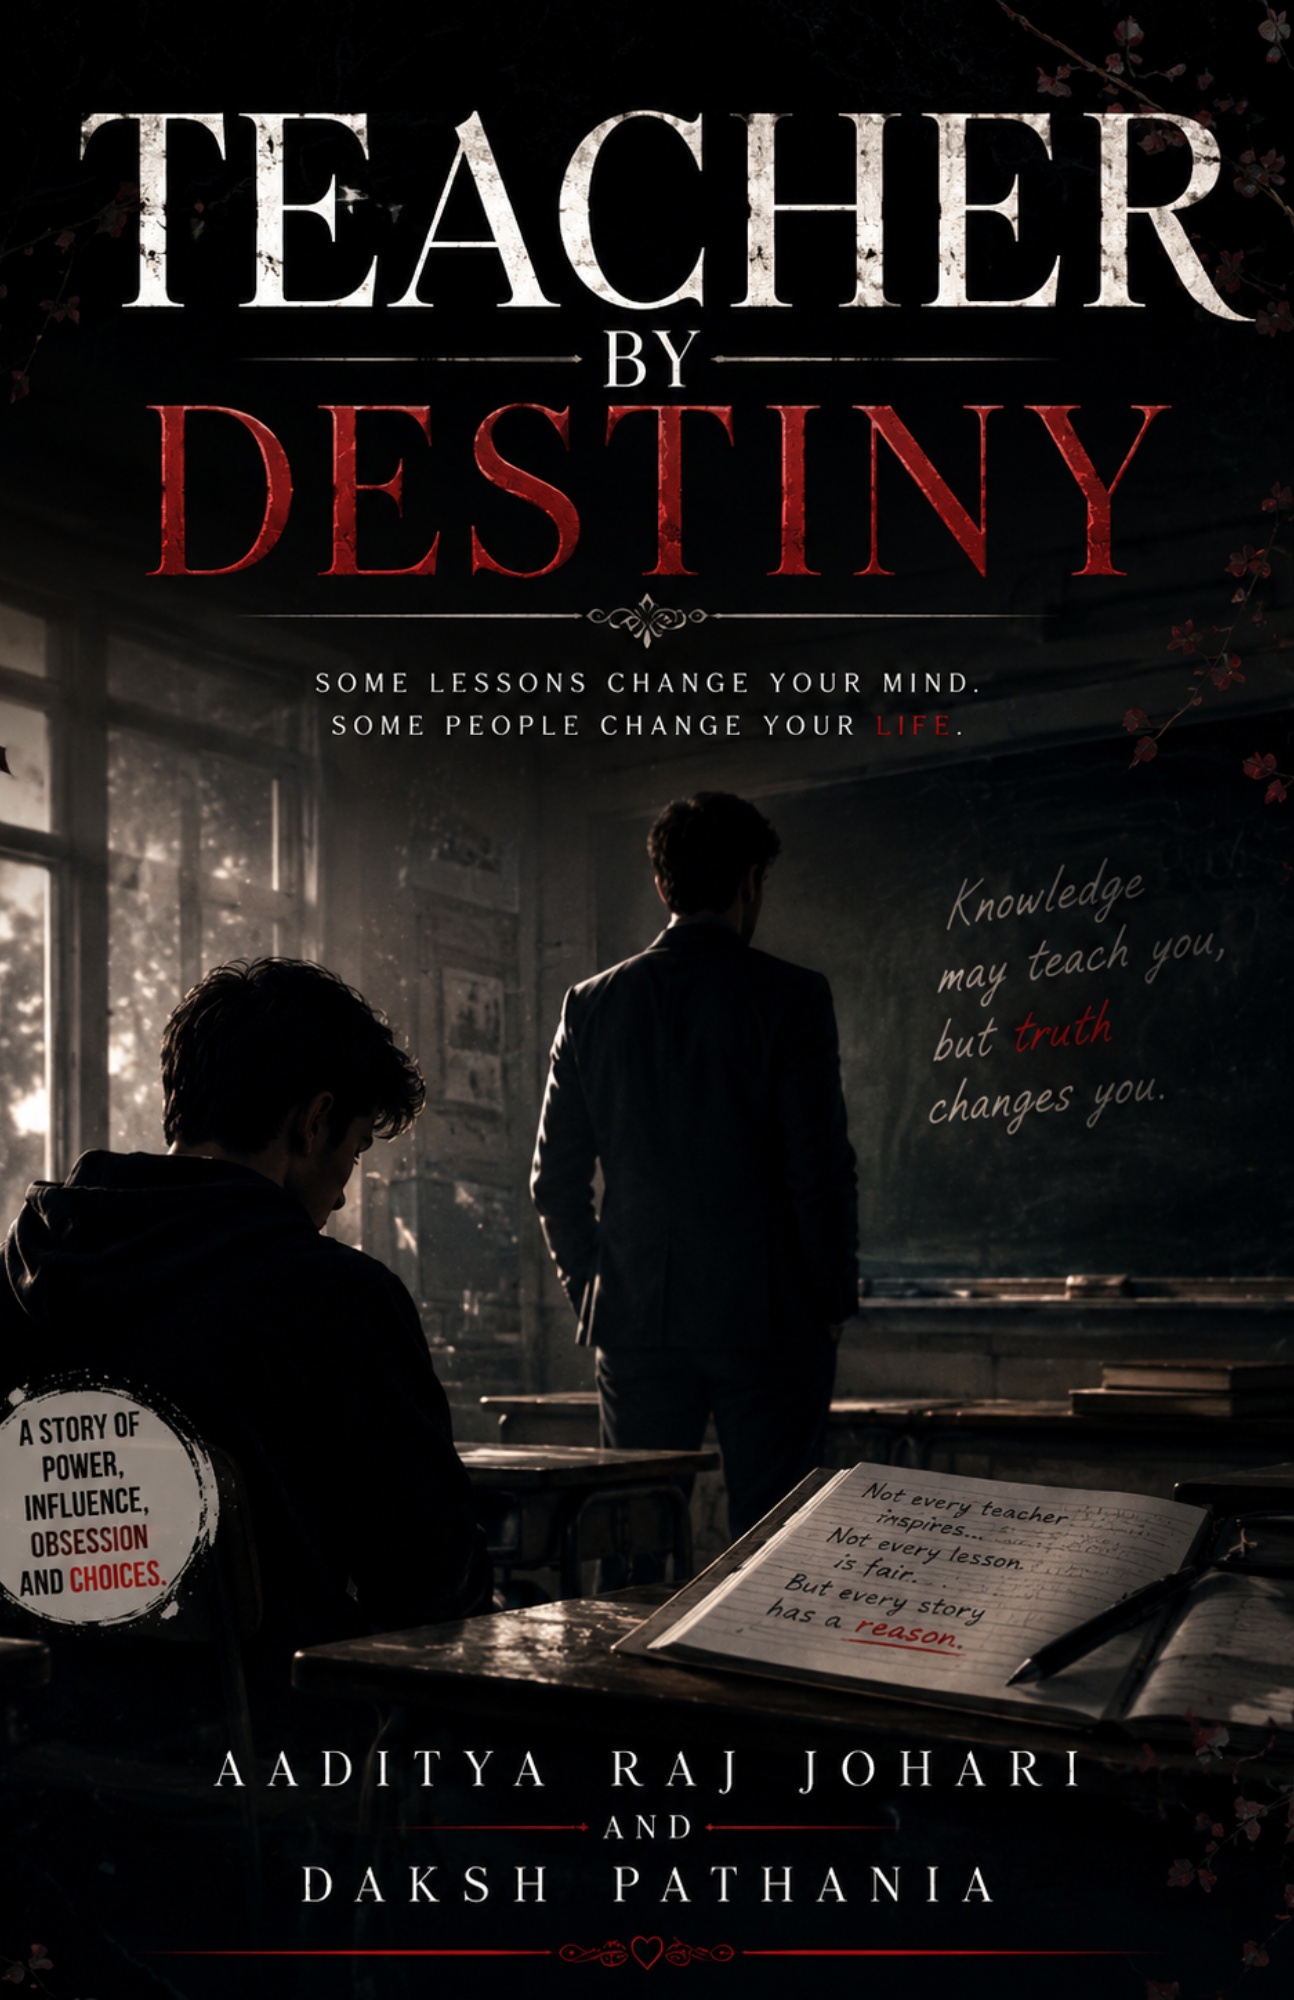 TEACHER
BY
DESTINY
SOME LESSONS CHANGE YOUR MIND.
SOME PEOPLE CHANGE YOUR LIFE.
Knowledge
may teach you,
but truth
changes you.
A STORY OF
POWER,
INFLUENCE,
OBSESSION
AND CHOICES.
Not every teacher
inspires...
Not every lesson
is fair.
But every story
has a reason.
AADITYA RAJ JOHARI
AND
DAKSH PATHANIA